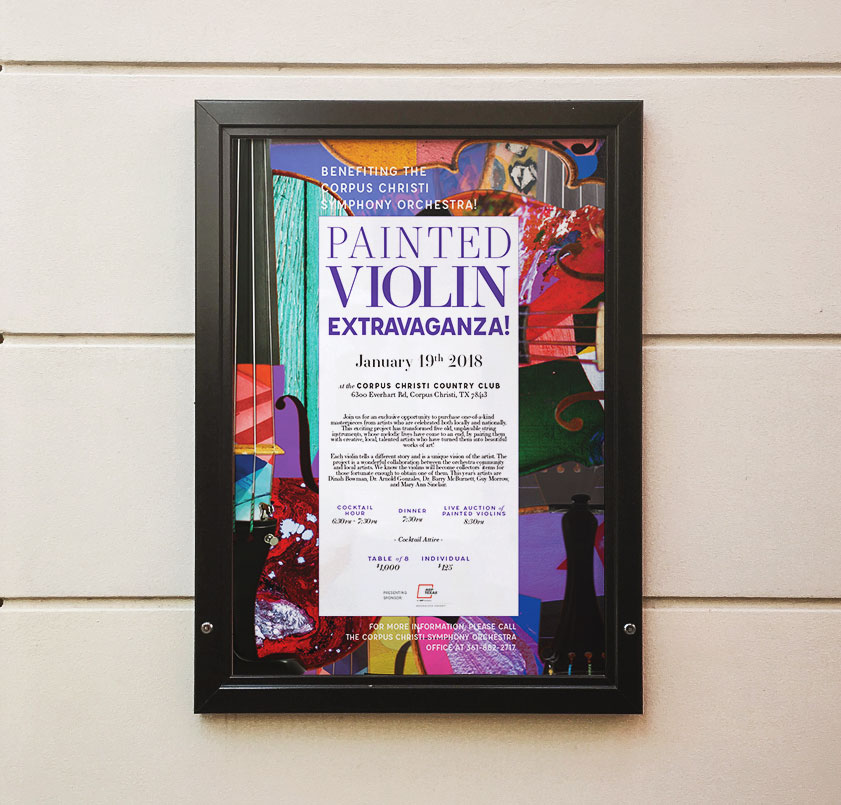 BENEFITING THE
CORPUS CHRISTI
SYMPHONY ORCHESTRA!
PAINTED
VIOLIN
EXTRAVAGANZA!
January 19th 2018
at the CORPUS CHRISTI COUNTRY CLUB
6300 Everhart Rd, Corpus Christi, TX 78413
Join us for an exclusive opportunity to purchase one-of-a-kind
masterpieces from artists who are celebrated both locally and nationally.
This exciting project has transformed five old, unplayable string
instruments, whose melodic lives have come to an end, by pairing them
with creative, local, talented artists who have turned them into beautiful
works of art!
Each violin tells a different story and is a unique vision of the artist. The
project is a wonderful collaboration between the orchestra community
and local artists. We know the violins will become collectors' items for
those fortunate enough to obtain one of them. This year's artists are
Dinah Bowman, Dr. Arnold Gonzales, Dr. Barry McBurnett, Guy Morrow,
and Mary Ann Sinclair.
COCKTAIL HOUR
6:30PM - 7:30PM
DINNER
7:30PM
LIVE AUCTION of PAINTED VIOLINS
8:30PM
- Cocktail Attire -
TABLE of 8
$1,000
INDIVIDUAL
$125
PRESENTING
SPONSOR
TEXAS
FOR MORE INFORMATION, PLEASE CALL
THE CORPUS CHRISTI SYMPHONY ORCHESTRA
OFFICE AT 361-882-2717